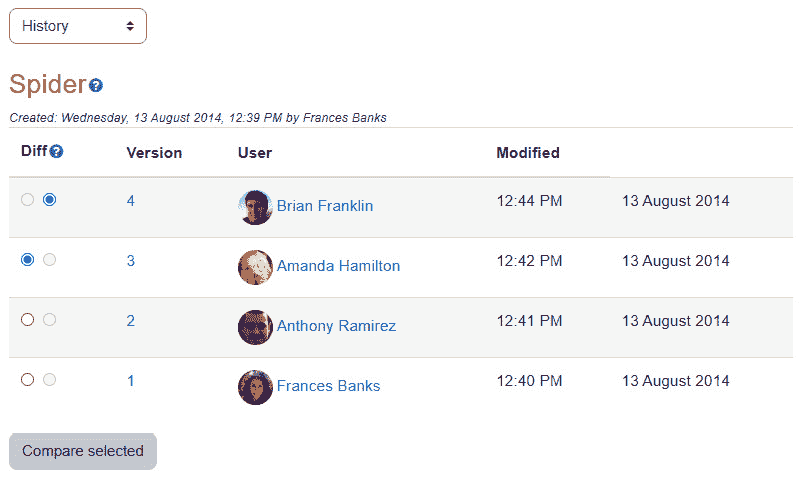 History
Spider
Created: Wednesday, 13 August 2014, 12:39 PM by Frances Banks
Diff Version User Modified
4 Brian Franklin 12:44 PM 13 August 2014
3 Amanda Hamilton 12:42 PM 13 August 2014
2 Anthony Ramirez 12:41 PM 13 August 2014
1 Frances Banks 12:40 PM 13 August 2014
Compare selected